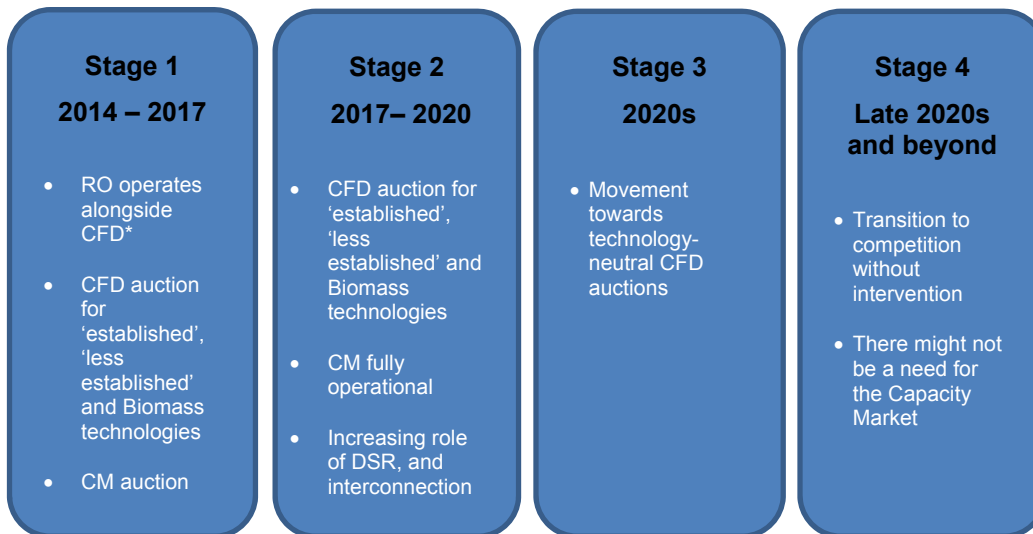 Stage 1
2014 – 2017
• RO operates
alongside
CFD*
• CFD auction
for
‘established’,
‘less
established’
and Biomass
technologies
• CM auction
Stage 2
2017– 2020
• CFD auction for
‘established’,
‘less
established’ and
Biomass
technologies
• CM fully
operational
• Increasing role
of DSR, and
interconnection
Stage 3
2020s
• Movement
towards
technology-
neutral CFD
auctions
Stage 4
Late 2020s
and beyond
• Transition to
competition
without
intervention
• There might not
be a need for
the Capacity
Market